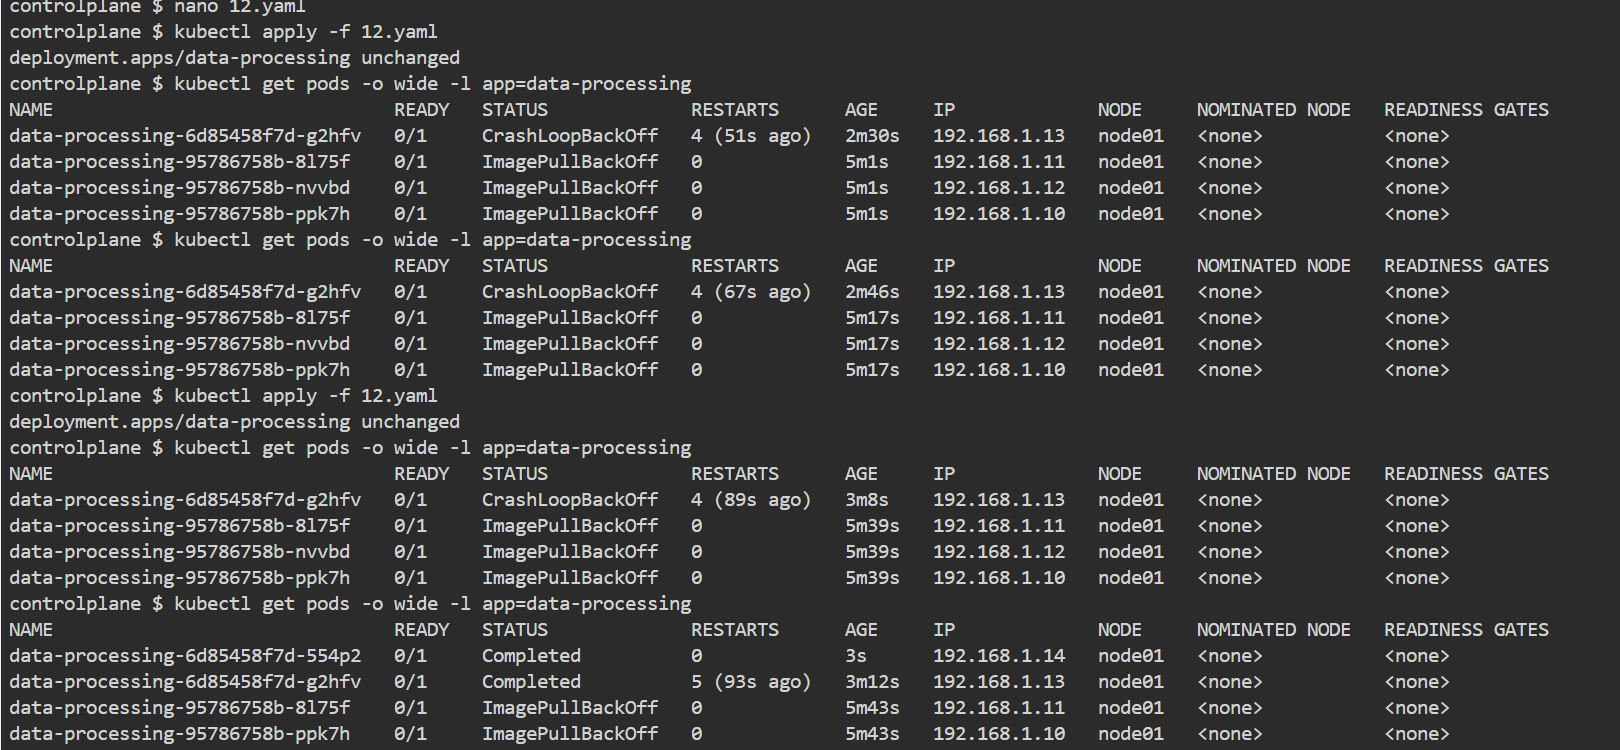 controlplane $ nano 12.yaml
controlplane $ kubectl apply -f 12.yaml
deployment.apps/data-processing unchanged
controlplane $ kubectl get pods -o wide -l app=data-processing
NAME READY STATUS RESTARTS AGE IP NODE NOMINATED NODE READINESS GATES
data-processing-6d85458f7d-g2hfv 0/1 CrashLoopBackOff 4 (51s ago) 2m30s 192.168.1.13 node01 <none> <none>
data-processing-95786758b-8l75f 0/1 ImagePullBackOff 0 5m1s 192.168.1.11 node01 <none> <none>
data-processing-95786758b-nvvbd 0/1 ImagePullBackOff 0 5m1s 192.168.1.12 node01 <none> <none>
data-processing-95786758b-ppk7h 0/1 ImagePullBackOff 0 5m1s 192.168.1.10 node01 <none> <none>
controlplane $ kubectl get pods -o wide -l app=data-processing
NAME READY STATUS RESTARTS AGE IP NODE NOMINATED NODE READINESS GATES
data-processing-6d85458f7d-g2hfv 0/1 CrashLoopBackOff 4 (67s ago) 2m46s 192.168.1.13 node01 <none> <none>
data-processing-95786758b-8l75f 0/1 ImagePullBackOff 0 5m17s 192.168.1.11 node01 <none> <none>
data-processing-95786758b-nvvbd 0/1 ImagePullBackOff 0 5m17s 192.168.1.12 node01 <none> <none>
data-processing-95786758b-ppk7h 0/1 ImagePullBackOff 0 5m17s 192.168.1.10 node01 <none> <none>
controlplane $ kubectl apply -f 12.yaml
deployment.apps/data-processing unchanged
controlplane $ kubectl get pods -o wide -l app=data-processing
NAME READY STATUS RESTARTS AGE IP NODE NOMINATED NODE READINESS GATES
data-processing-6d85458f7d-g2hfv 0/1 CrashLoopBackOff 4 (89s ago) 3m8s 192.168.1.13 node01 <none> <none>
data-processing-95786758b-8l75f 0/1 ImagePullBackOff 0 5m39s 192.168.1.11 node01 <none> <none>
data-processing-95786758b-nvvbd 0/1 ImagePullBackOff 0 5m39s 192.168.1.12 node01 <none> <none>
data-processing-95786758b-ppk7h 0/1 ImagePullBackOff 0 5m39s 192.168.1.10 node01 <none> <none>
controlplane $ kubectl get pods -o wide -l app=data-processing
NAME READY STATUS RESTARTS AGE IP NODE NOMINATED NODE READINESS GATES
data-processing-6d85458f7d-554p2 0/1 Completed 0 3s 192.168.1.14 node01 <none> <none>
data-processing-6d85458f7d-g2hfv 0/1 Completed 5 (93s ago) 3m12s 192.168.1.13 node01 <none> <none>
data-processing-95786758b-8l75f 0/1 ImagePullBackOff 0 5m43s 192.168.1.11 node01 <none> <none>
data-processing-95786758b-ppk7h 0/1 ImagePullBackOff 0 5m43s 192.168.1.10 node01 <none> <none>